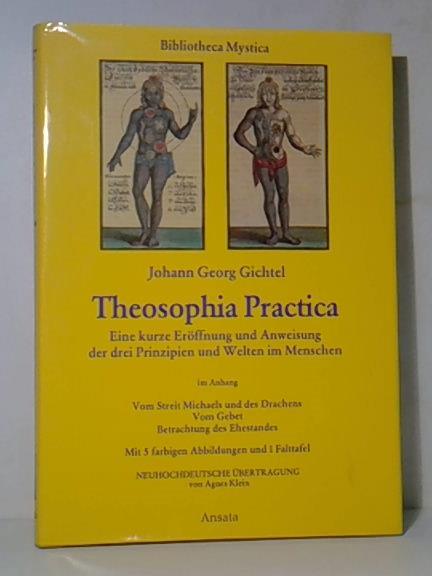 Bibliotheca Mystica
Johann Georg Gichtel
Theosophia Practica
Eine kurze Eröffnung und Anweisung
der drei Prinzipien und Welten im Menschen
im Anhang
Vom Streit Michaels und des Drachens
Vom Gebet
Betrachtung des Ehestandes
Mit 5 farbigen Abbildungen und 1 Falttafel
NEUHOCHDEUTSCHE ÜBERTRAGUNG
von Agnes Klein
Ansata